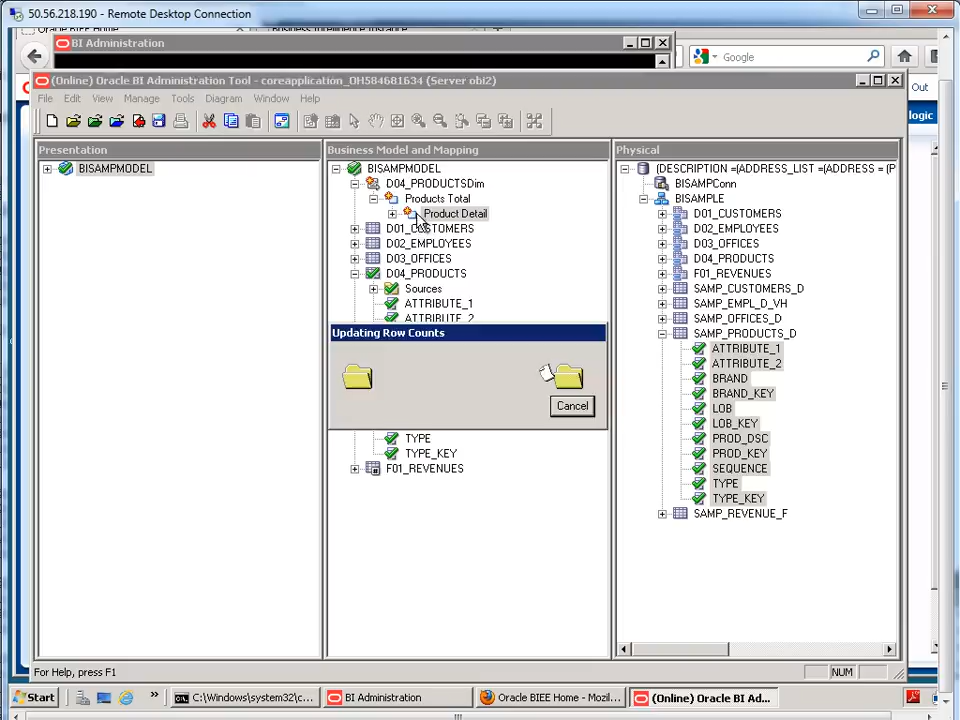 50.56.218.190 - Remote Desktop Connection
BI Administration
Google
(Online) Oracle BI Administration Tool - coreapplication_OH584681634 (Server obi2)
Out
File Edit View Manage Tools Diagram Window Help
logic
Presentation
BISAMPMODEL
Business Model and Mapping
BISAMPMODEL
D04_PRODUCTSDim
Products Total
Product Detail
D01_CUSTOMERS
D02_EMPLOYEES
D03_OFFICES
D04_PRODUCTS
Sources
ATTRIBUTE_1
ATTRIBUTE_2
Updating Row Counts
Cancel
TYPE
TYPE_KEY
F01_REVENUES
Physical
(DESCRIPTION =(ADDRESS_LIST =(ADDRESS = (P
BISAMPConn
BISAMPLE
D01_CUSTOMERS
D02_EMPLOYEES
D03_OFFICES
D04_PRODUCTS
F01_REVENUES
SAMP_CUSTOMERS_D
SAMP_EMPL_D_VH
SAMP_OFFICES_D
SAMP_PRODUCTS_D
ATTRIBUTE_1
ATTRIBUTE_2
BRAND
BRAND_KEY
LOB
LOB_KEY
PROD_DSC
PROD_KEY
SEQUENCE
TYPE
TYPE_KEY
SAMP_REVENUE_F
For Help, press F1
NUM
Start
C:\Windows\system32\c...
BI Administration
Oracle BIEE Home - Mozil...
(Online) Oracle BI Ad...